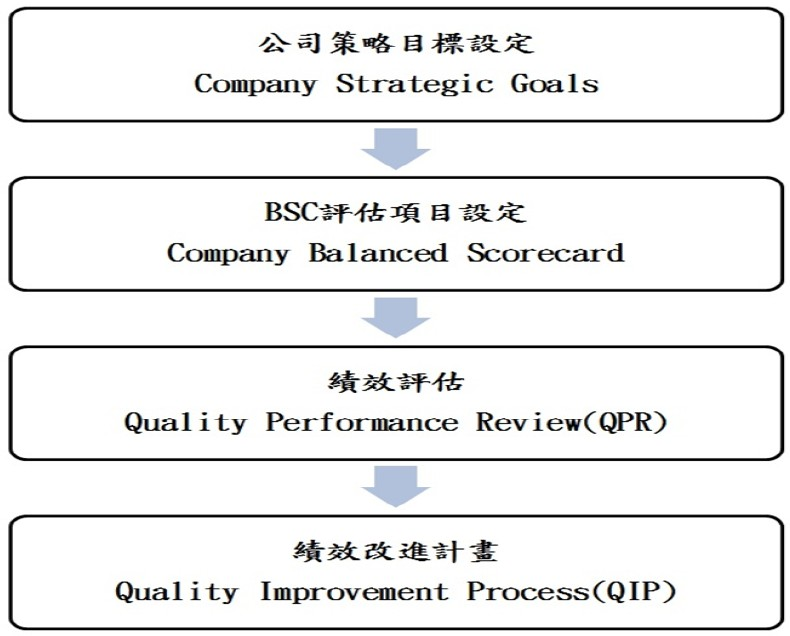 公司策略目標設定
Company Strategic Goals
BSC評估項目設定
Company Balanced Scorecard
績效評估
Quality Performance Review(QPR)
績效改進計畫
Quality Improvement Process(QIP)